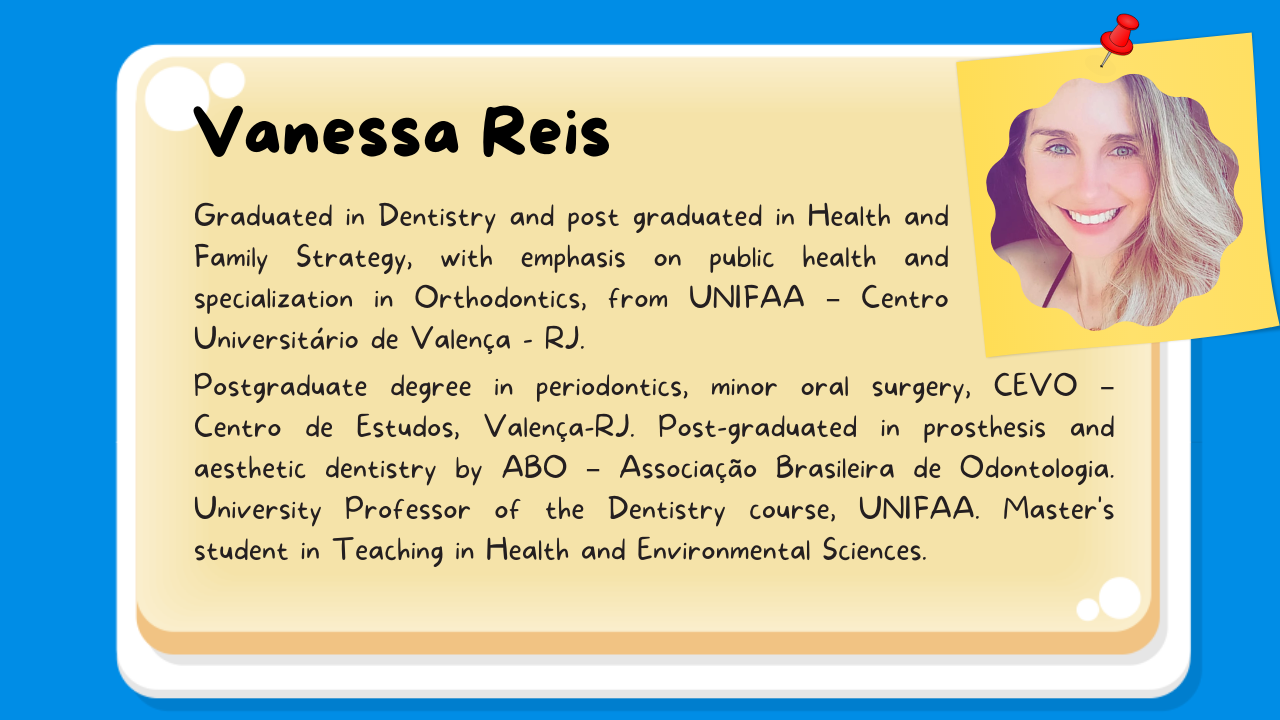 Vanessa Reis
Graduated in Dentistry and post graduated in Health and
Family Strategy, with emphasis on public health and
specialization in Orthodontics, from UNIFAA – Centro
Universitário de Valença - RJ.
Postgraduate degree in periodontics, minor oral surgery, CEVO –
Centro de Estudos, Valença-RJ. Post-graduated in prosthesis and
aesthetic dentistry by ABO – Associação Brasileira de Odontologia.
University Professor of the Dentistry course, UNIFAA. Master's
student in Teaching in Health and Environmental Sciences.